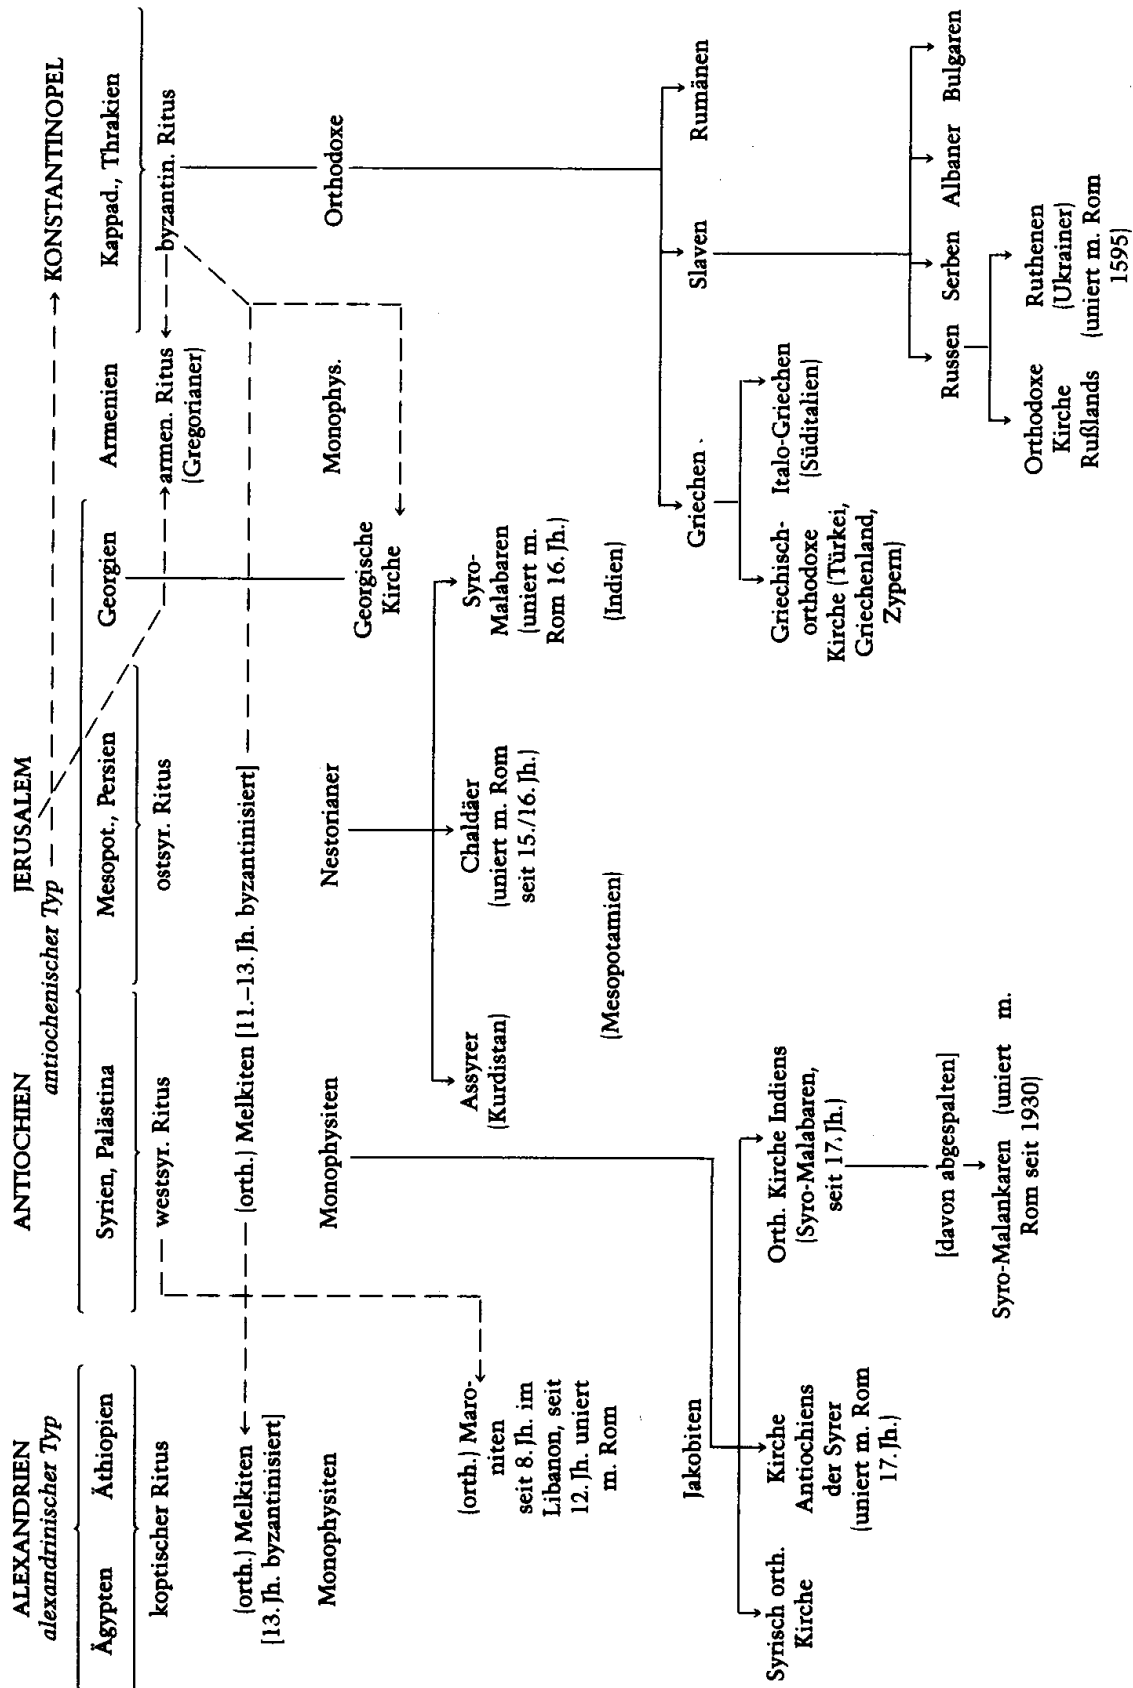 ALEXANDRIEN
alexandrinischer Typ
ANTIOCHIEN
JERUSALEM
antiochenischer Typ
KONSTANTINOPEL
Ägypten
Äthiopien
Syrien, Palästina
Mesopot., Persien
Georgien
Armenien
Kappad., Thrakien
koptischer Ritus
westsyr. Ritus
ostsyr. Ritus
armen. Ritus
(Gregorianer)
byzantin. Ritus
(orth.) Melkiten
[13. Jh. byzantinisiert]
(orth.) Melkiten [11.–13. Jh. byzantinisiert]
Monophysiten
Monophysiten
Nestorianer
Georgische
Kirche
Monophys.
Orthodoxe
(orth.) Maro-
niten
seit 8. Jh. im
Libanon, seit
12. Jh. uniert
m. Rom
Assyrer
(Kurdistan)
Chaldäer
(uniert m. Rom
seit 15./16. Jh.)
Syro-
Malabaren
(uniert m.
Rom 16. Jh.)
(Mesopotamien)
(Indien)
Jakobiten
Griechen
Slaven
Rumänen
Syrisch orth.
Kirche
Kirche
Antiochiens
der Syrer
(uniert m. Rom
17. Jh.)
Orth. Kirche Indiens
(Syro-Malabaren,
seit 17. Jh.)
Griechisch-
orthodoxe
Kirche (Türkei,
Griechenland,
Zypern)
Italo-Griechen
(Süditalien)
[davon abgespalten]
Syro-Malankaren (uniert m.
Rom seit 1930)
Russen
Serben
Albaner
Bulgaren
Orthodoxe
Kirche
Rußlands
Ruthenen
(Ukrainer)
(uniert m. Rom
1595)